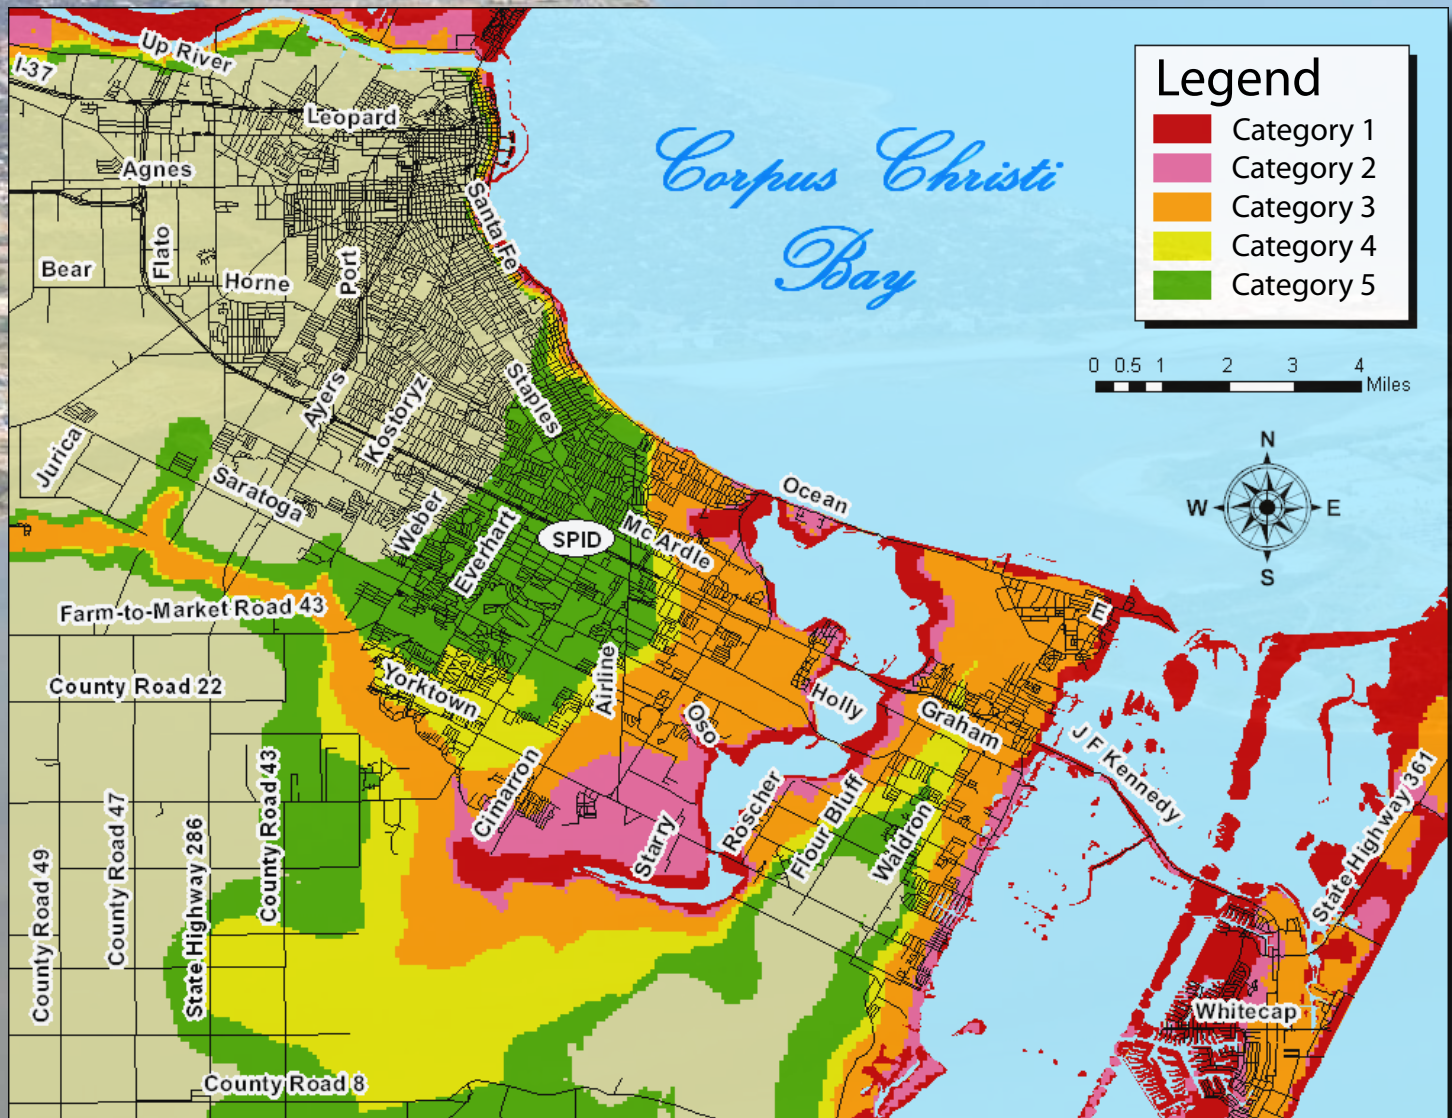 Up River
I-37
Leopard
Agnes
Santa Fe
Bear
Flato
Horne
Port
Corpus Christi
Bay
Legend
Category 1
Category 2
Category 3
Category 4
Category 5
0 0.5 1 2 3 4
Miles
N
W E
S
Ayers
Kostoryz
Staples
Jurica
Saratoga
Weber
Everhart
SPID
Mc Ardle
Ocean
Farm-to-Market Road 43
E
County Road 22
Yorktown
Airline
Oso
Holly
Graham
J F Kennedy
State Highway 361
Cimarron
Starry
Roscher
Flour Bluff
Waldron
County Road 49
County Road 47
State Highway 286
County Road 43
Whitecap
County Road 8